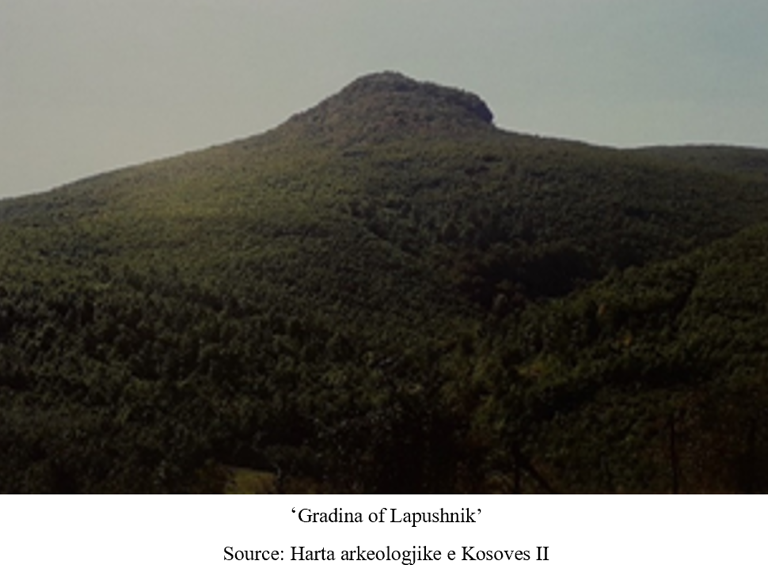 ‘Gradina of Lapushnik’
Source: Harta arkeologjike e Kosoves II